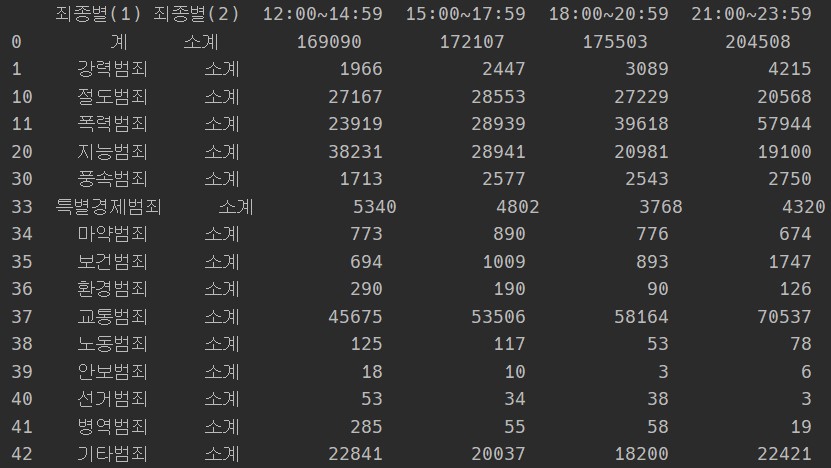 죄종별(1) 죄종별(2) 12:00~14:59 15:00~17:59 18:00~20:59 21:00~23:59
0 계 소계 169090 172107 175503 204508
1 강력범죄 소계 1966 2447 3089 4215
10 절도범죄 소계 27167 28553 27229 20568
11 폭력범죄 소계 23919 28939 39618 57944
20 지능범죄 소계 38231 28941 20981 19100
30 풍속범죄 소계 1713 2577 2543 2750
33 특별경제범죄 소계 5340 4802 3768 4320
34 마약범죄 소계 773 890 776 674
35 보건범죄 소계 694 1009 893 1747
36 환경범죄 소계 290 190 90 126
37 교통범죄 소계 45675 53506 58164 70537
38 노동범죄 소계 125 117 53 78
39 안보범죄 소계 18 10 3 6
40 선거범죄 소계 53 34 38 3
41 병역범죄 소계 285 55 58 19
42 기타범죄 소계 22841 20037 18200 22421